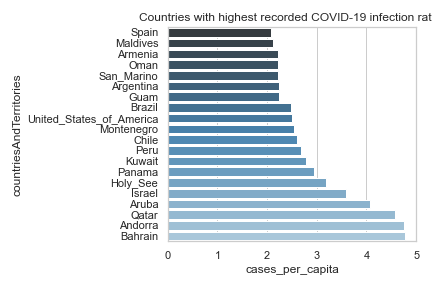 Countries with highest recorded COVID-19 infection rat
Spain
Maldives
Armenia
Oman
San_Marino
Argentina
Guam
Brazil
United_States_of_America
Montenegro
Chile
Peru
Kuwait
Panama
Holy_See
Israel
Aruba
Qatar
Andorra
Bahrain
countriesAndTerritories
0 1 2 3 4 5
cases_per_capita